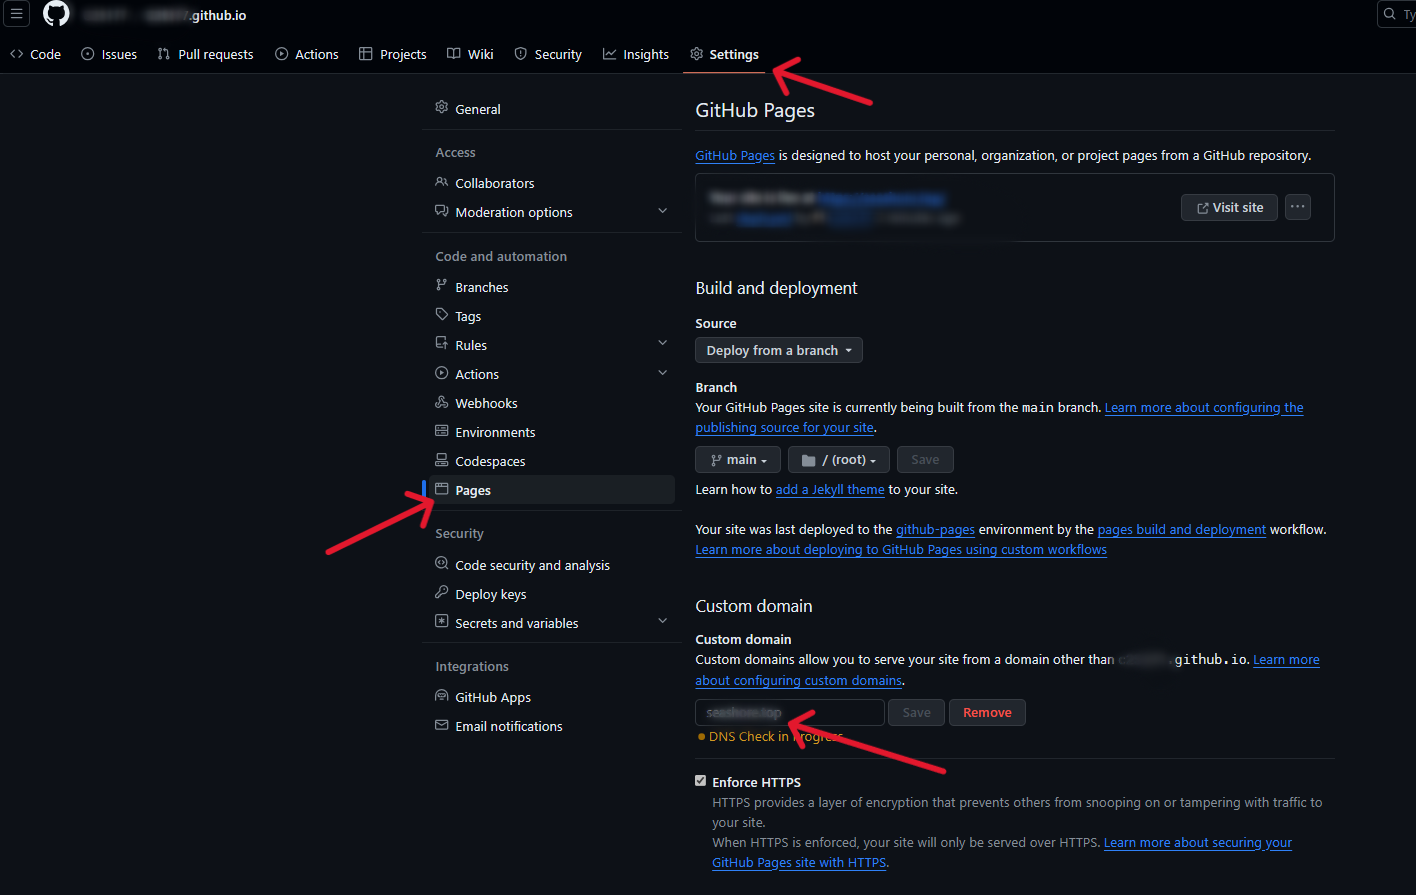 .github.io
Ty
Code
Issues
Pull requests
Actions
Projects
Wiki
Security
Insights
Settings
General
Access
Collaborators
Moderation options
Code and automation
Branches
Tags
Rules
Actions
Webhooks
Environments
Codespaces
Pages
Security
Code security and analysis
Deploy keys
Secrets and variables
Integrations
GitHub Apps
Email notifications
GitHub Pages
GitHub Pages is designed to host your personal, organization, or project pages from a GitHub repository.
Visit site
Build and deployment
Source
Deploy from a branch
Branch
Your GitHub Pages site is currently being built from the main branch. Learn more about configuring the
publishing source for your site.
main
/ (root)
Save
Learn how to add a Jekyll theme to your site.
Your site was last deployed to the github-pages environment by the pages build and deployment workflow.
Learn more about deploying to GitHub Pages using custom workflows
Custom domain
Custom domain
Custom domains allow you to serve your site from a domain other than .github.io. Learn more
about configuring custom domains.
Save
Remove
DNS Check in Progress
Enforce HTTPS
HTTPS provides a layer of encryption that prevents others from snooping on or tampering with traffic to
your site.
When HTTPS is enforced, your site will only be served over HTTPS. Learn more about securing your
GitHub Pages site with HTTPS.